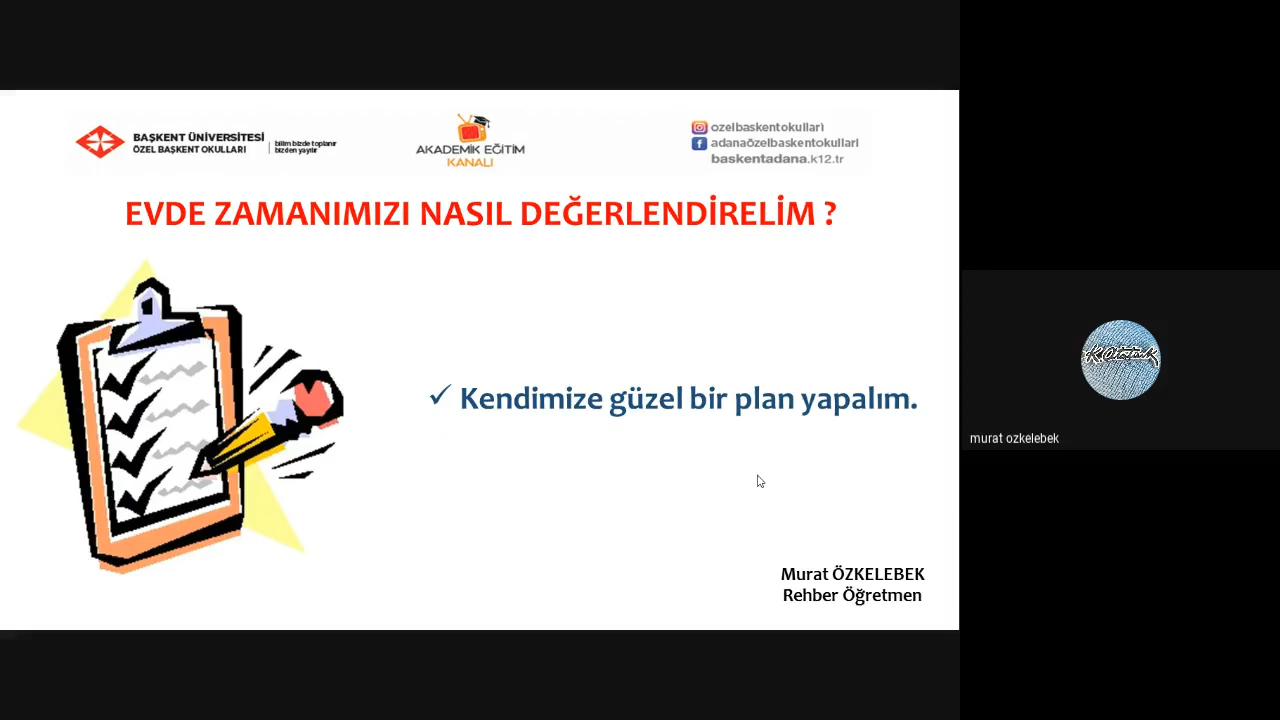 BAŞKENT ÜNİVERSİTESİ
ÖZEL BAŞKENT OKULLARI
bilim bizde toplanır
bizden yayılır
AKADEMİK EĞİTİM
KANALI
ozelbaskentokullari
adanaözelbaskentokullari
baskentadana.k12.tr
EVDE ZAMANIMIZI NASIL DEĞERLENDİRELİM ?
✓ Kendimize güzel bir plan yapalım.
Murat ÖZKELEBEK
Rehber Öğretmen
murat ozkelebek